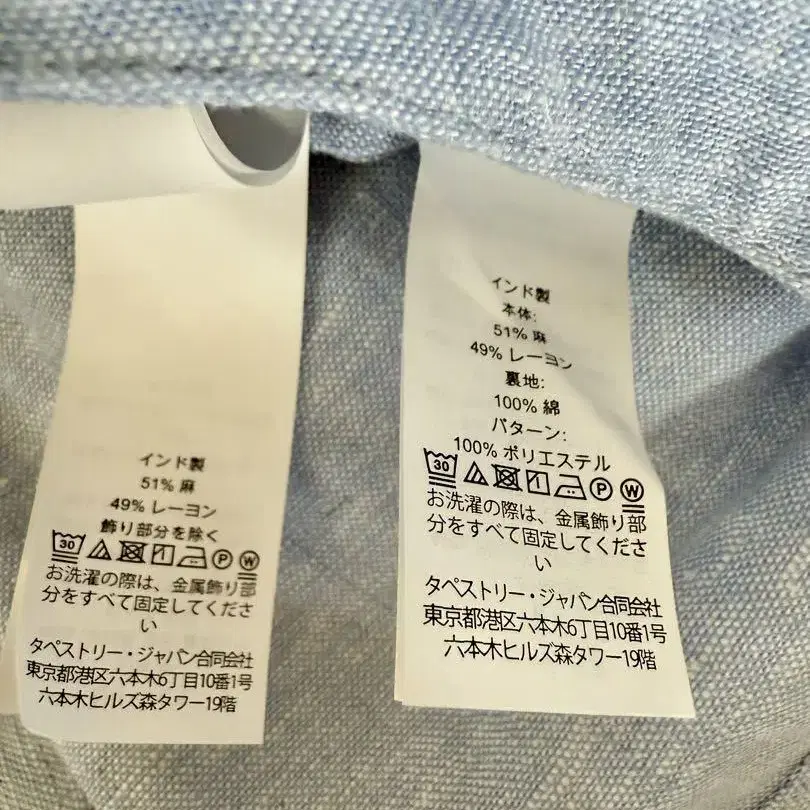 インド製
51% 麻
49% レーヨン
飾り部分を除く
30 P W
お洗濯の際は、金属飾り部
分をすべて固定してくださ
い
タペストリー・ジャパン合同会社
東京都港区六本木6丁目10番1号
六本木ヒルズ森タワー19階
インド製
本体:
51% 麻
49% レーヨン
裏地:
100% 綿
パターン:
100% ポリエステル
30 P W
お洗濯の際は、金属飾り部
分をすべて固定してくださ
い
タペストリー・ジャパン合同会社
東京都港区六本木6丁目10番1号
六本木ヒルズ森タワー19階